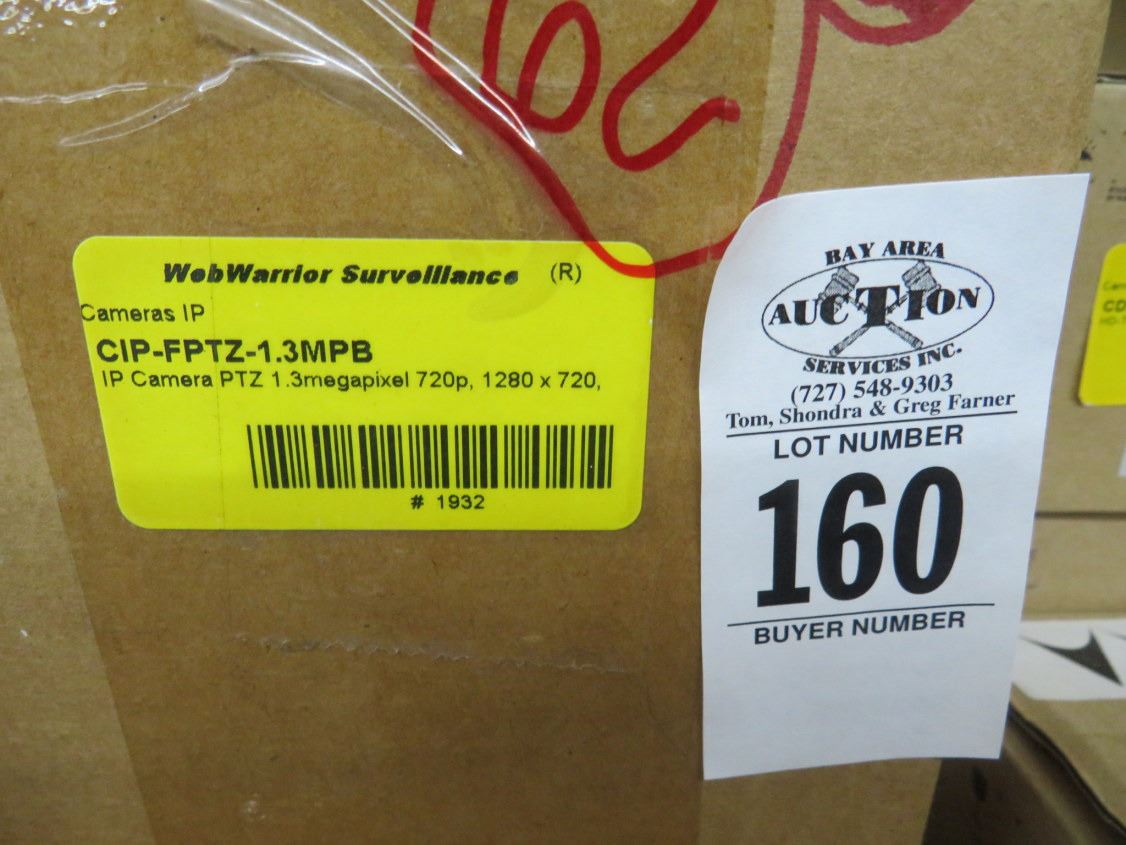 WebWarrior Surveillance (R)
Cameras IP
CIP-FPTZ-1.3MPB
IP Camera PTZ 1.3megapixel 720p, 1280 x 720,
# 1932
BAY AREA
AUCTION
SERVICES INC.
(727) 548-9303
Tom, Shondra & Greg Farner
LOT NUMBER
160
BUYER NUMBER
CD